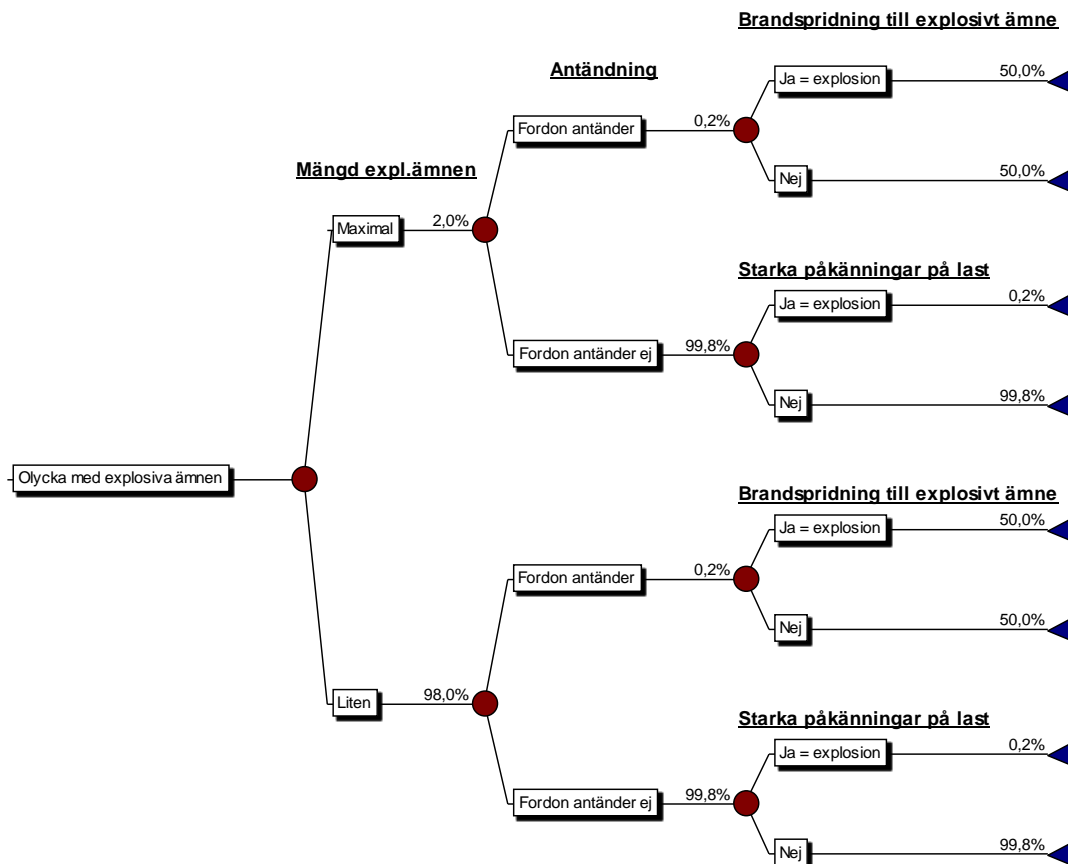 Brandspridning till explosivt ämne
Antändning
Ja = explosion 50,0%
Fordon antänder 0,2%
Mängd expl.ämnen
Nej 50,0%
Maximal 2,0%
Starka påkänningar på last
Ja = explosion 0,2%
Fordon antänder ej 99,8%
Nej 99,8%
Olycka med explosiva ämnen
Brandspridning till explosivt ämne
Ja = explosion 50,0%
Fordon antänder 0,2%
Nej 50,0%
Liten 98,0%
Starka påkänningar på last
Ja = explosion 0,2%
Fordon antänder ej 99,8%
Nej 99,8%